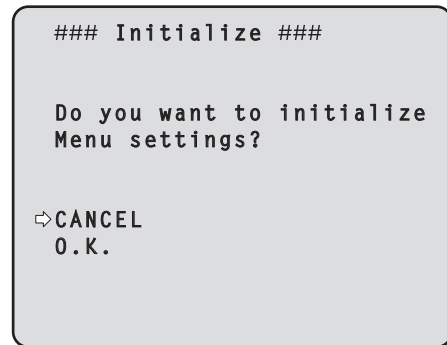 ### Initialize ###
Do you want to initialize
Menu settings?
⇨CANCEL
O.K.